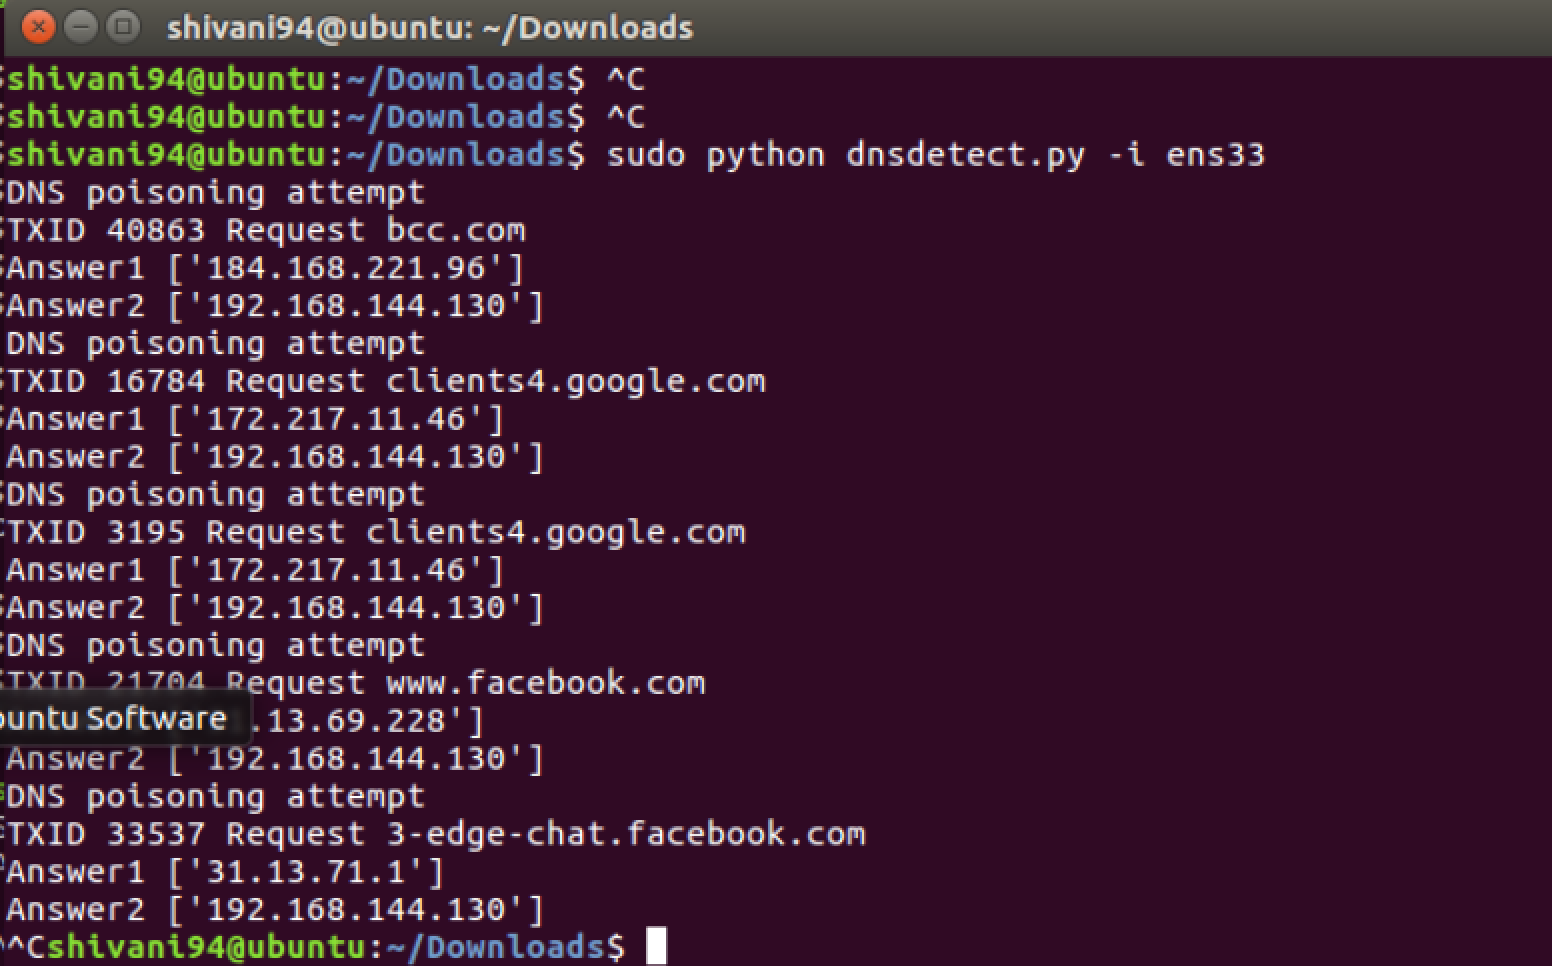 shivani94@ubuntu: ~/Downloads
shivani94@ubuntu:~/Downloads$ ^C
shivani94@ubuntu:~/Downloads$ ^C
shivani94@ubuntu:~/Downloads$ sudo python dnsdetect.py -i ens33
DNS poisoning attempt
TXID 40863 Request bcc.com
Answer1 ['184.168.221.96']
Answer2 ['192.168.144.130']
DNS poisoning attempt
TXID 16784 Request clients4.google.com
Answer1 ['172.217.11.46']
Answer2 ['192.168.144.130']
DNS poisoning attempt
TXID 3195 Request clients4.google.com
Answer1 ['172.217.11.46']
Answer2 ['192.168.144.130']
DNS poisoning attempt
TXID 21704 Request www.facebook.com
buntu Software .13.69.228']
Answer2 ['192.168.144.130']
DNS poisoning attempt
TXID 33537 Request 3-edge-chat.facebook.com
Answer1 ['31.13.71.1']
Answer2 ['192.168.144.130']
^^Cshivani94@ubuntu:~/Downloads$